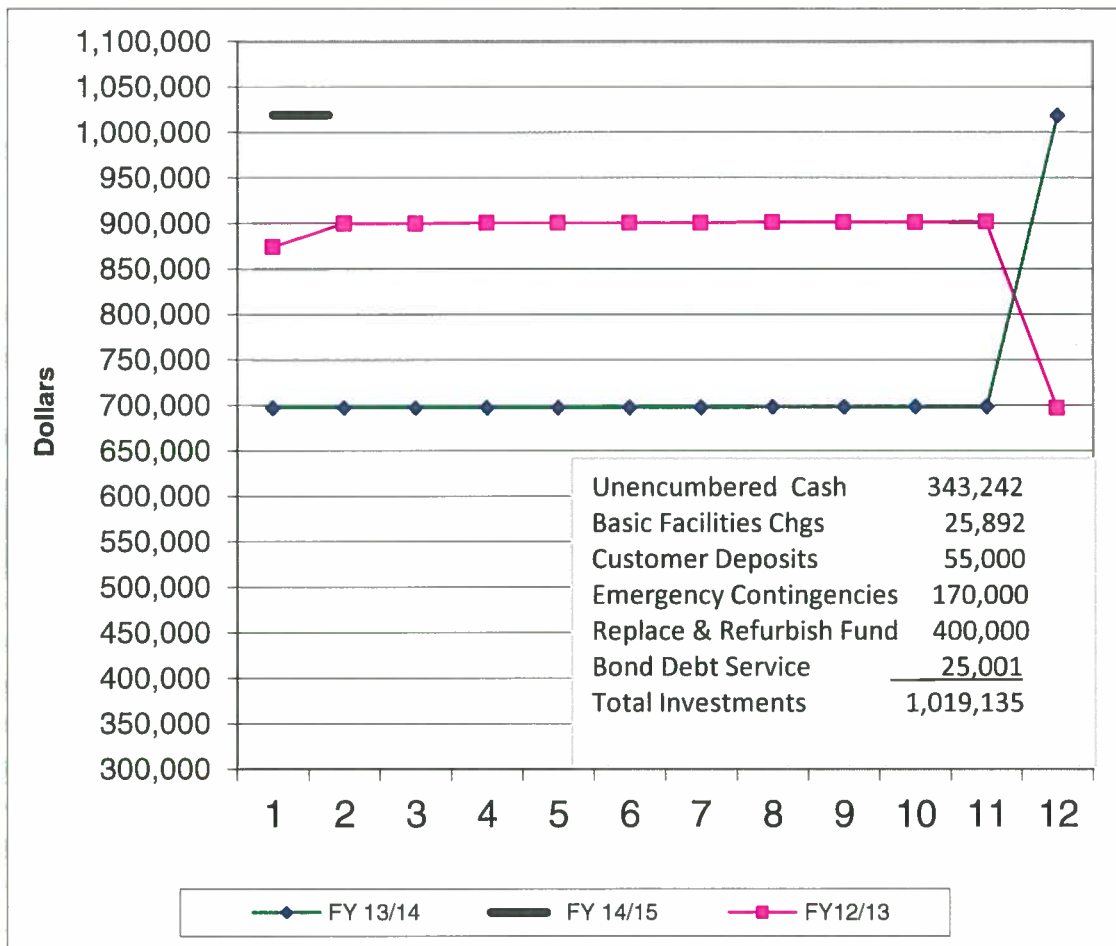 1,100,000
1,050,000
1,000,000
950,000
900,000
850,000
800,000
750,000
700,000
650,000
600,000
550,000
500,000
450,000
400,000
350,000
300,000
Dollars
Unencumbered Cash 343,242
Basic Facilities Chgs 25,892
Customer Deposits 55,000
Emergency Contingencies 170,000
Replace & Refurbish Fund 400,000
Bond Debt Service 25,001
Total Investments 1,019,135
1 2 3 4 5 6 7 8 9 10 11 12
FY 13/14 FY 14/15 FY12/13